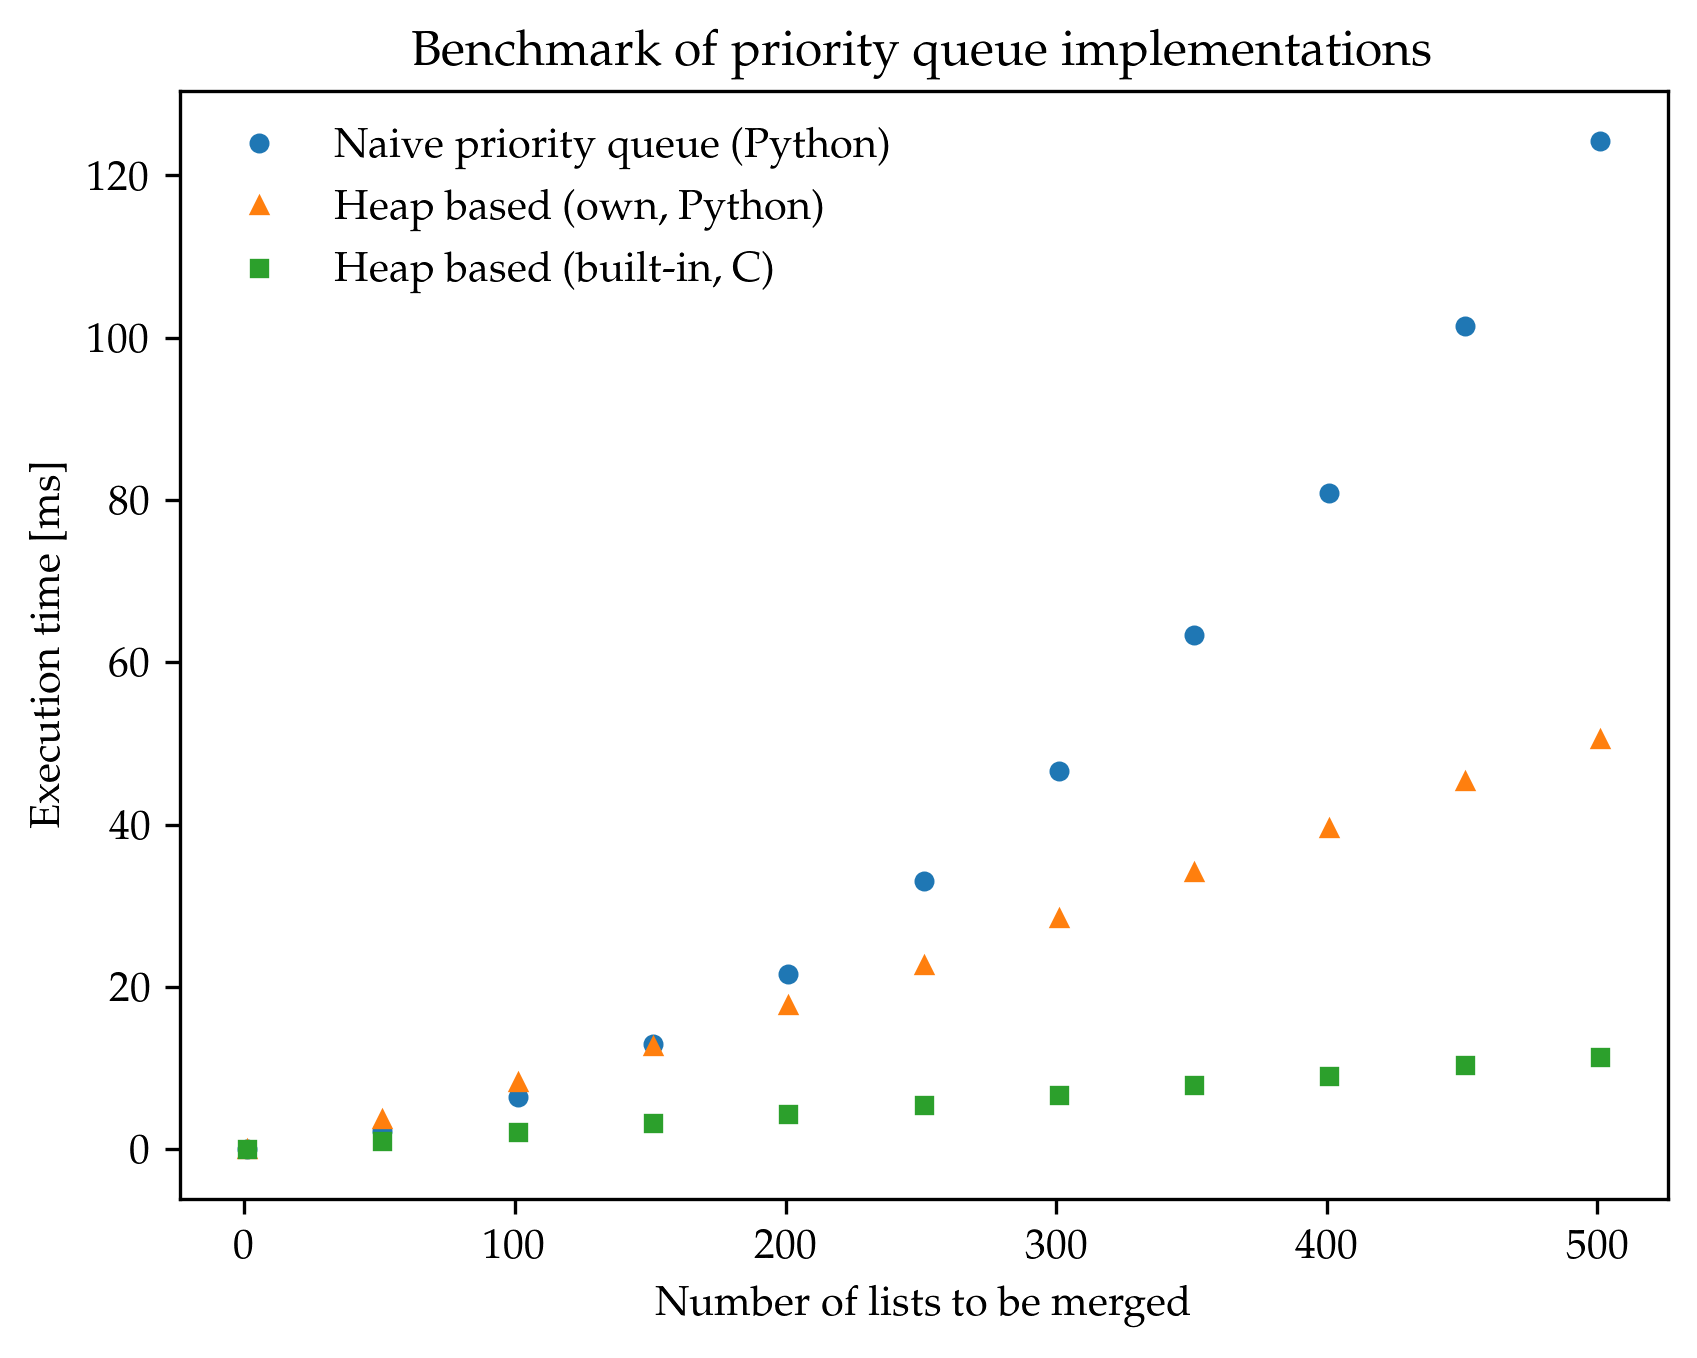 Benchmark of priority queue implementations
Naive priority queue (Python)
Heap based (own, Python)
Heap based (built-in, C)
120
100
80
60
40
20
0
Execution time [ms]
0 100 200 300 400 500
Number of lists to be merged